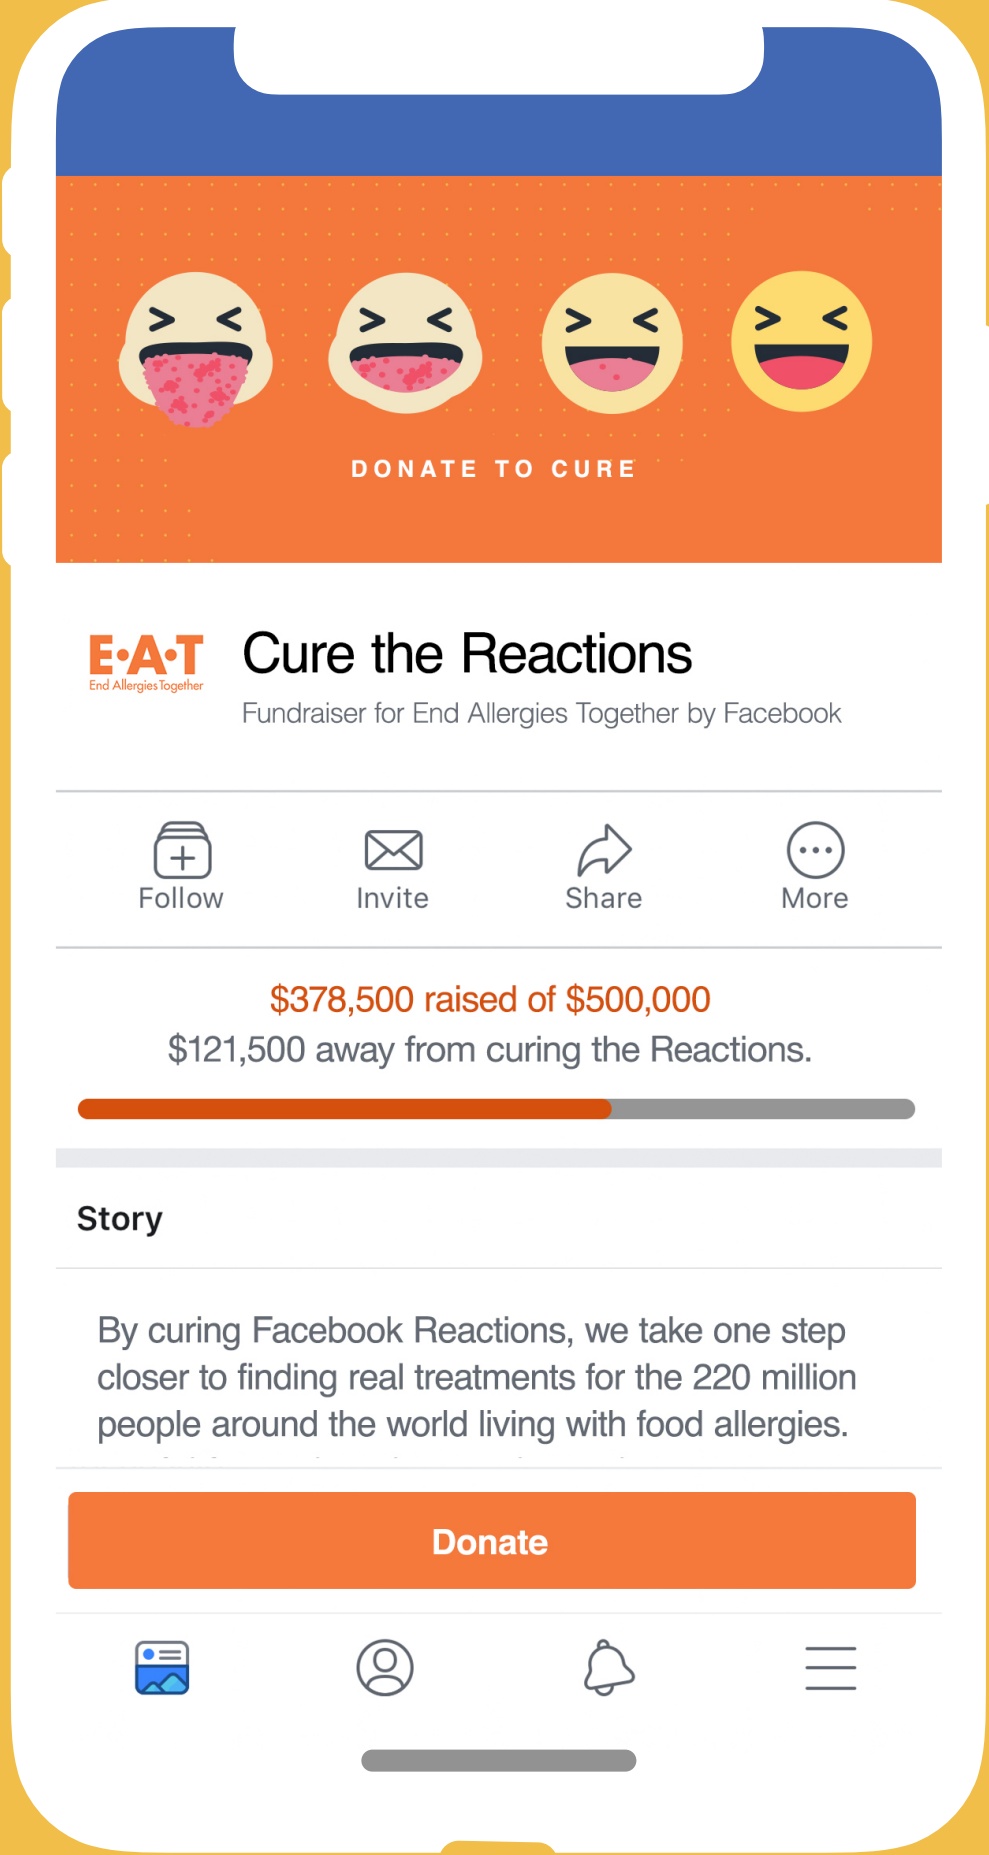 DONATE TO CURE
E·A·T
End Allergies Together
Cure the Reactions
Fundraiser for End Allergies Together by Facebook
Follow
Invite
Share
More
$378,500 raised of $500,000
$121,500 away from curing the Reactions.
Story
By curing Facebook Reactions, we take one step
closer to finding real treatments for the 220 million
people around the world living with food allergies.
Donate